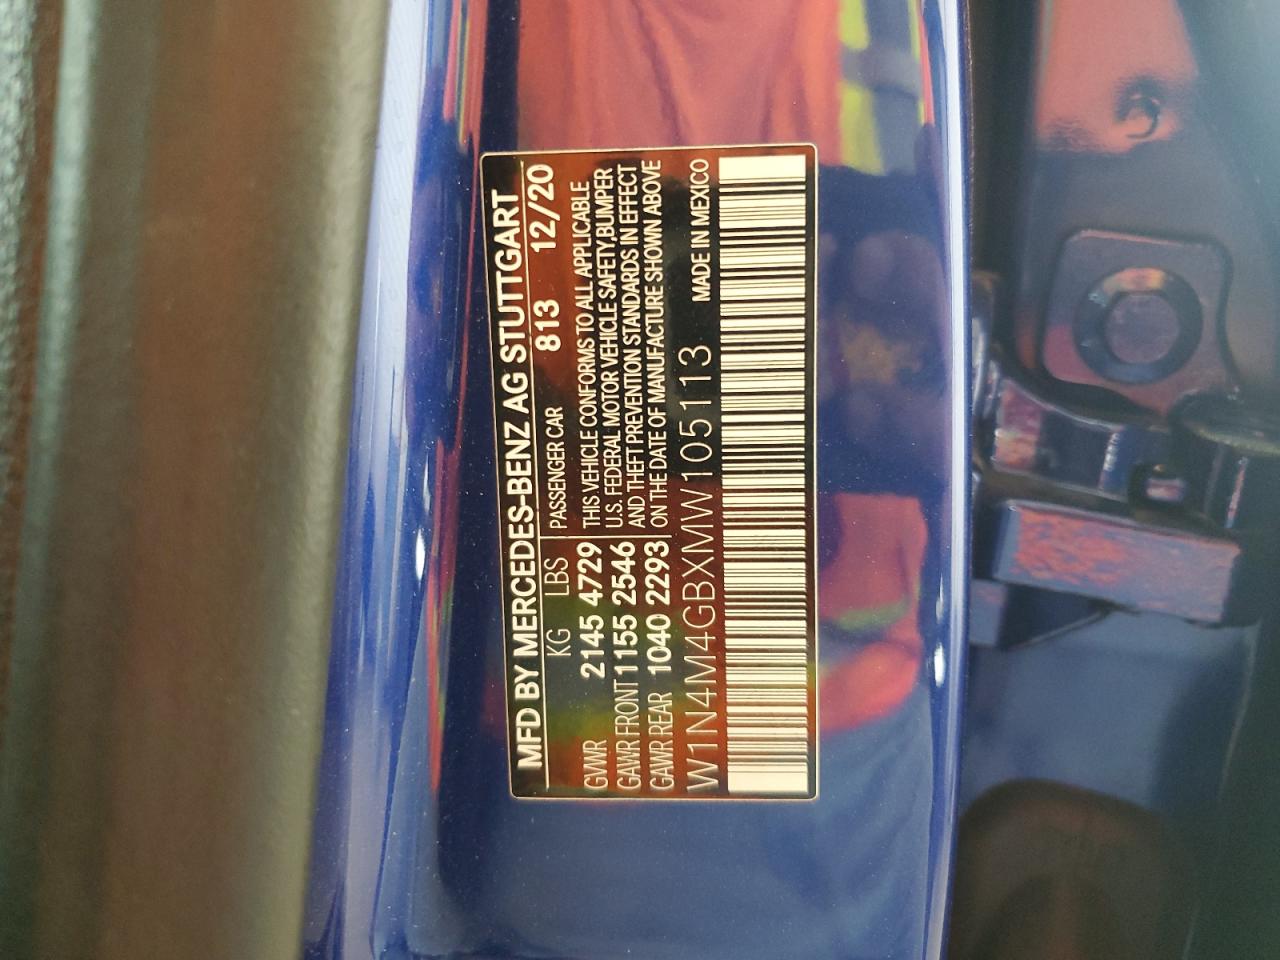 MFD BY MERCEDES-BENZ AG STUTTGART
KG LBS PASSENGER CAR 813 12/20
GVWR 2145 4729 THIS VEHICLE CONFORMS TO ALL APPLICABLE
GAWR FRONT 1155 2546 U.S. FEDERAL MOTOR VEHICLE SAFETY,BUMPER
AND THEFT PREVENTION STANDARDS IN EFFECT
GAWR REAR 1040 2293 ON THE DATE OF MANUFACTURE SHOWN ABOVE
W1N4M4GBXMW105113 MADE IN MEXICO